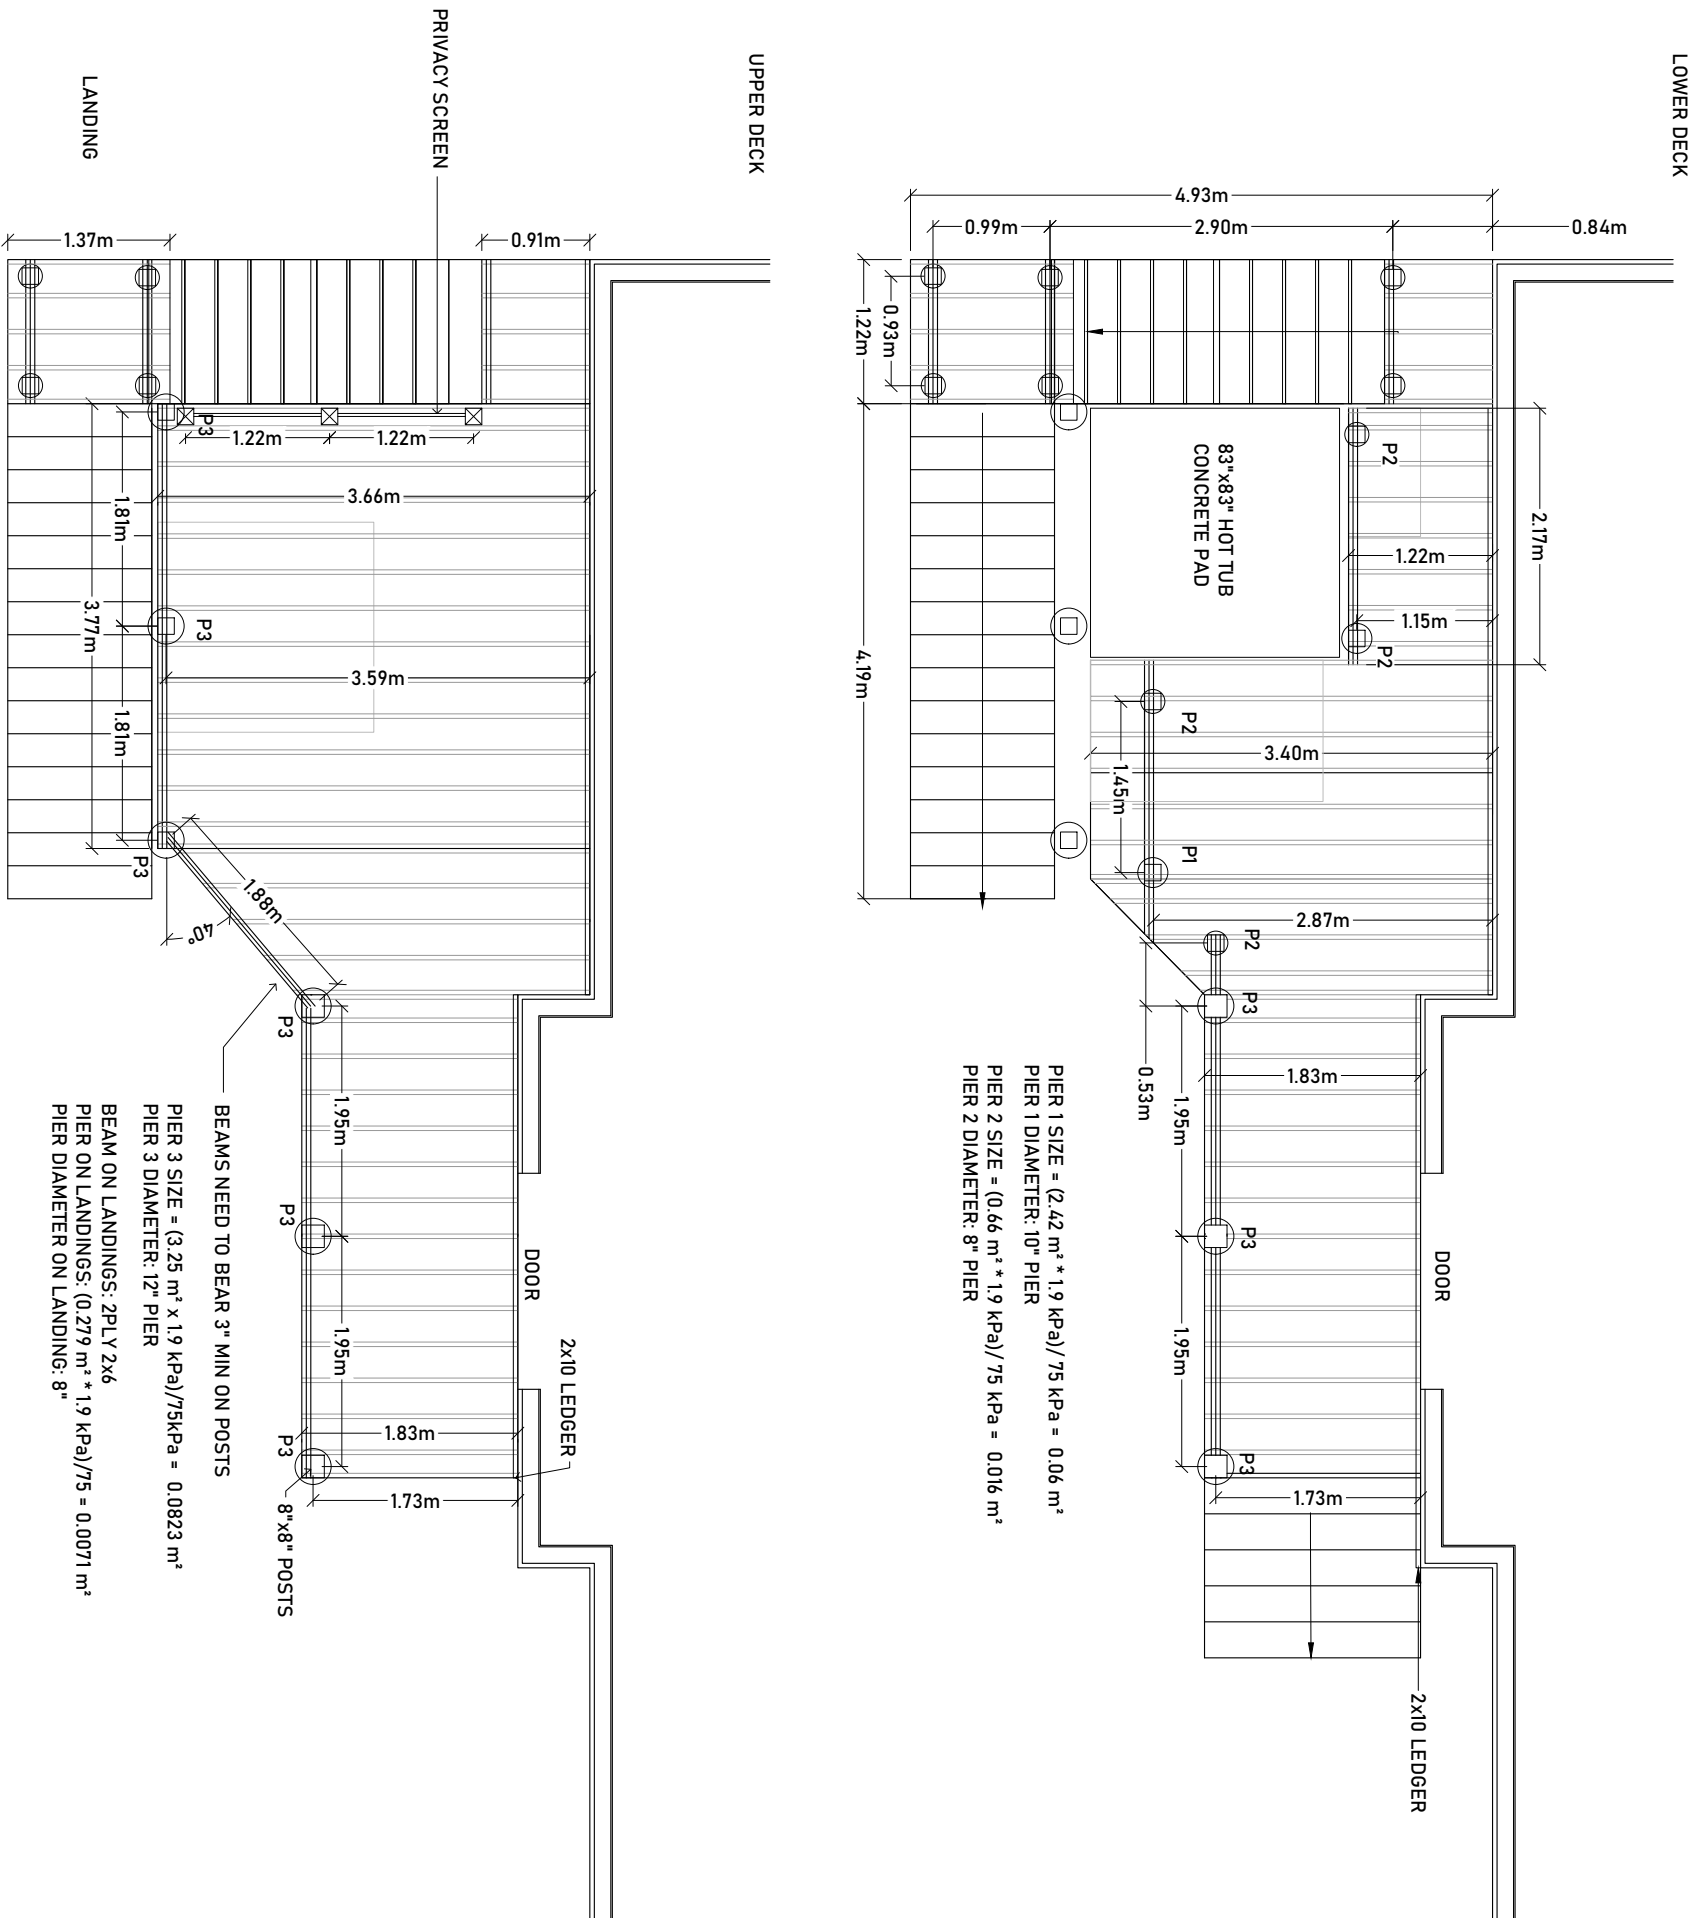 LOWER DECK
4.93m
0.99m
2.90m
0.84m
1.22m
0.93m
4.19m
83"x83" HOT TUB
CONCRETE PAD
P2
P2
2.17m
1.22m
1.15m
P2
P1
3.40m
1.45m
2.87m
P2
P3
0.53m
1.95m
1.83m
P3
1.95m
P3
1.73m
DOOR
2x10 LEDGER
PIER 1 SIZE = (2.42 m² * 1.9 kPa)/ 75 kPa = 0.06 m²
PIER 1 DIAMETER: 10" PIER
PIER 2 SIZE = (0.66 m² * 1.9 kPa)/ 75 kPa = 0.016 m²
PIER 2 DIAMETER: 8" PIER
UPPER DECK
PRIVACY SCREEN
LANDING
1.37m
0.91m
P3
1.22m
1.22m
3.66m
1.81m
P3
3.77m
3.59m
1.81m
P3
1.88m
40°
P3
1.95m
P3
1.95m
P3
1.83m
1.73m
DOOR
2x10 LEDGER
8"x8" POSTS
BEAMS NEED TO BEAR 3" MIN ON POSTS
PIER 3 SIZE = (3.25 m² x 1.9 kPa)/75kPa = 0.0823 m²
PIER 3 DIAMETER: 12" PIER
BEAM ON LANDINGS: 2PLY 2x6
PIER ON LANDINGS: (0.279 m² * 1.9 kPa)/75 = 0.0071 m²
PIER DIAMETER ON LANDING: 8"